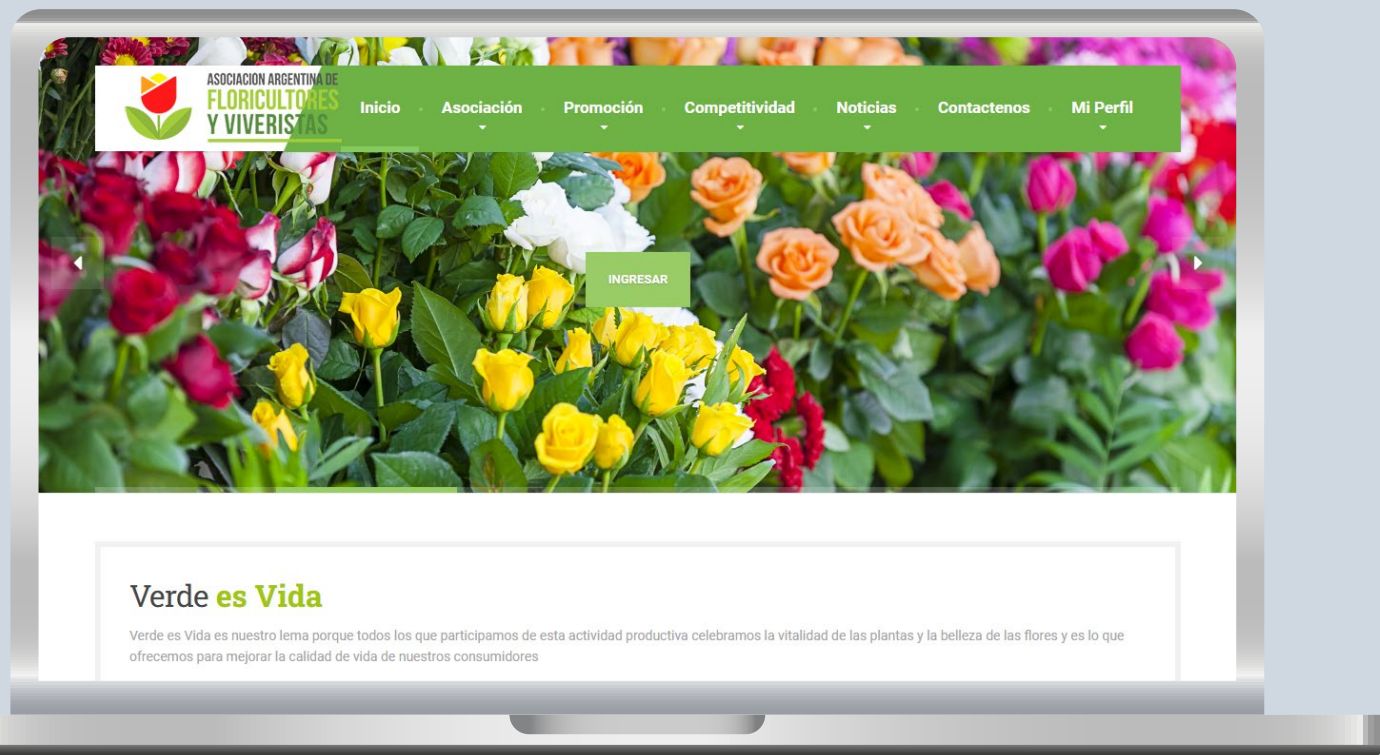 ASOCIACION ARGENTINA DE
FLORICULTORES
Y VIVERISTAS
Inicio Asociación Promoción Competitividad Noticias Contactenos Mi Perfil
INGRESAR
Verde es Vida
Verde es Vida es nuestro lema porque todos los que participamos de esta actividad productiva celebramos la vitalidad de las plantas y la belleza de las flores y es lo que
ofrecemos para mejorar la calidad de vida de nuestros consumidores